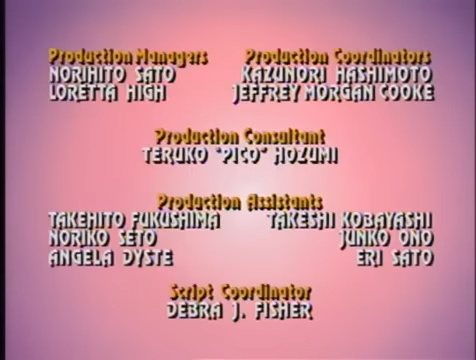 Production Managers
NORIHITO SATO
LORETTA HIGH
Production Coordinators
KAZUNORI HASHIMOTO
JEFFREY MORGAN COOKE
Production Consultant
TERUKO "PICO" HOZUMI
Production Assistants
TAKEHITO FUKUSHIMA
NORIKO SETO
ANGELA DYSTE
TAKESHI KOBAYASHI
JUNKO ONO
ERI SATO
Script Coordinator
DEBRA J. FISHER